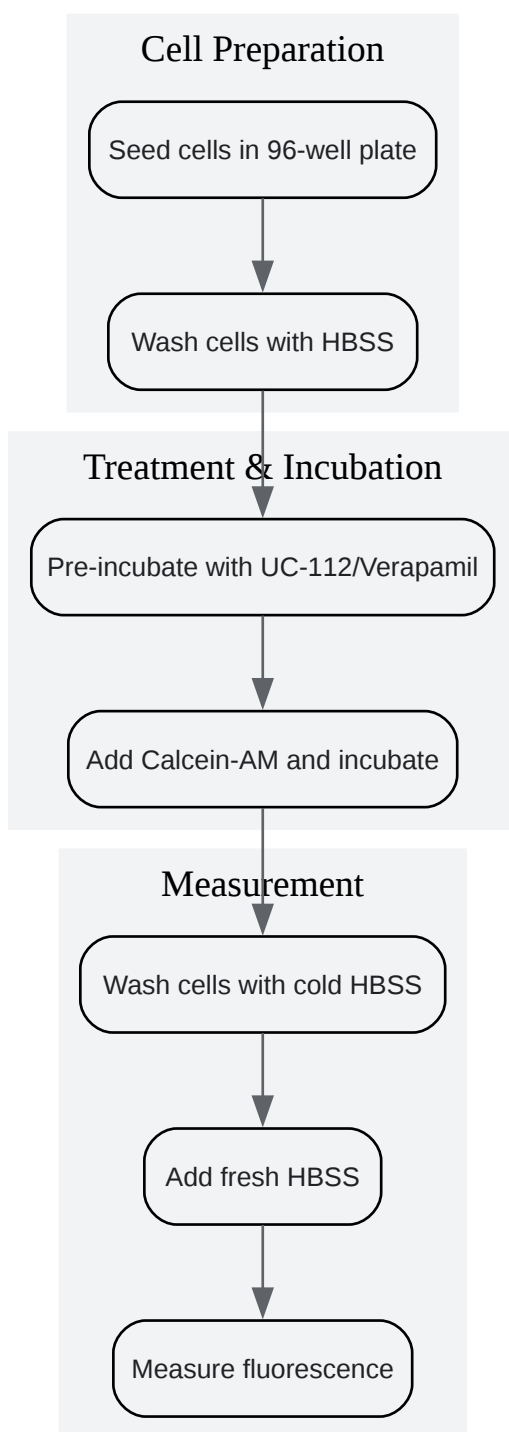 Cell Preparation
Seed cells in 96-well plate
Wash cells with HBSS
Treatment & Incubation
Pre-incubate with UC-112/Verapamil
Add Calcein-AM and incubate
Measurement
Wash cells with cold HBSS
Add fresh HBSS
Measure fluorescence